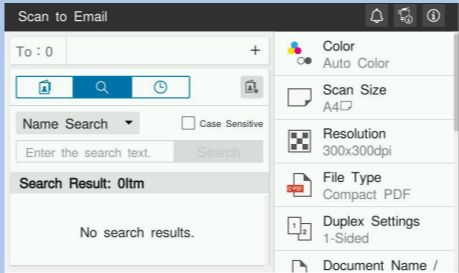 Scan to Email
To : 0
+
Name Search
Case Sensitive
Enter the search text.
Search
Search Result: 0Itm
No search results.
Color
Auto Color
Scan Size
A4
Resolution
300x300dpi
File Type
Compact PDF
Duplex Settings
1-Sided
Document Name /